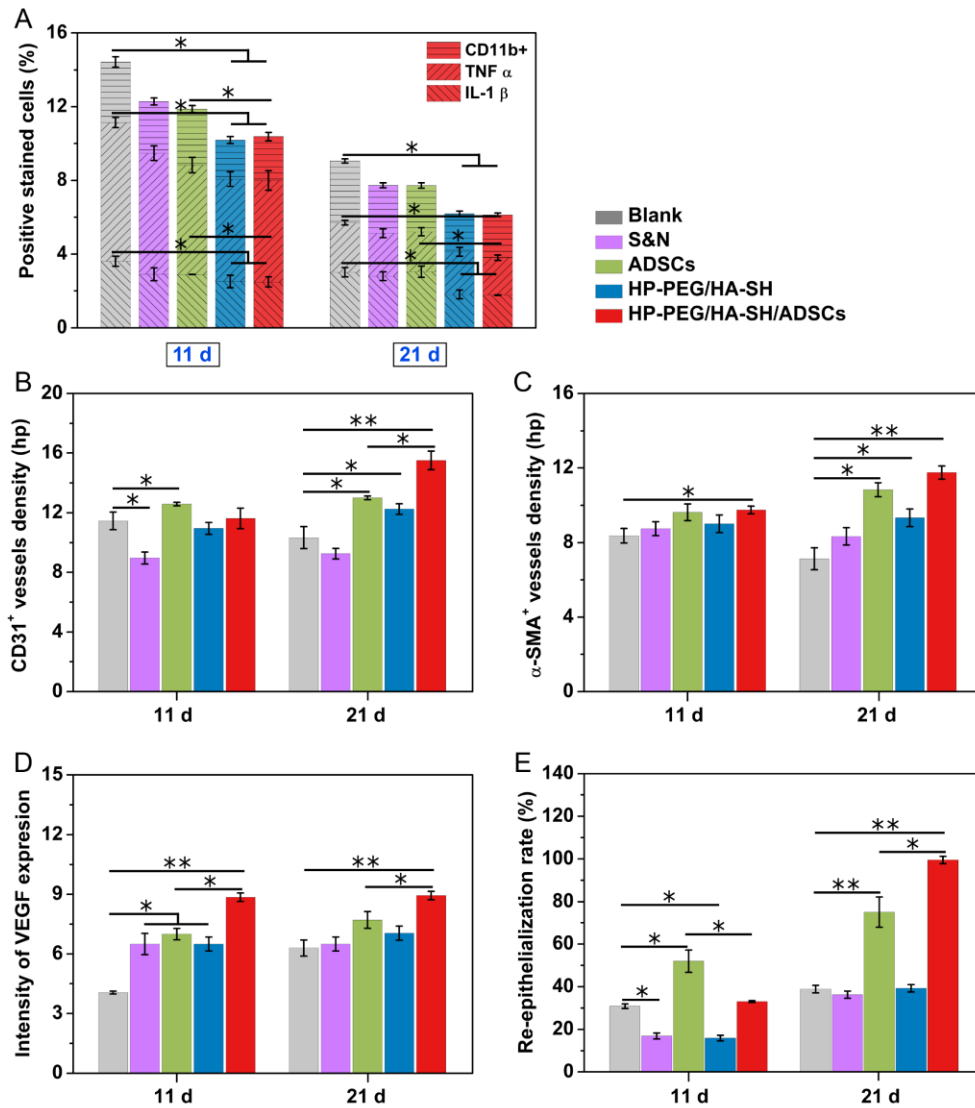 A
Positive stained cells (%)
16
12
8
4
0
*
*
*
*
*
*
*
*
*
CD11b+
TNF α
IL-1 β
11 d
21 d
Blank
S&N
ADSCs
HP-PEG/HA-SH
HP-PEG/HA-SH/ADSCs
B
CD31+ vessels density (hp)
20
16
12
8
4
0
*
*
**
*
*
*
11 d
21 d
C
α-SMA+ vessels density (hp)
16
12
8
4
0
*
**
*
*
11 d
21 d
D
Intensity of VEGF expresion
15
12
9
6
3
0
**
*
*
**
*
11 d
21 d
E
Re-epithelialization rate (%)
140
120
100
80
60
40
20
0
*
*
*
*
**
*
**
11 d
21 d